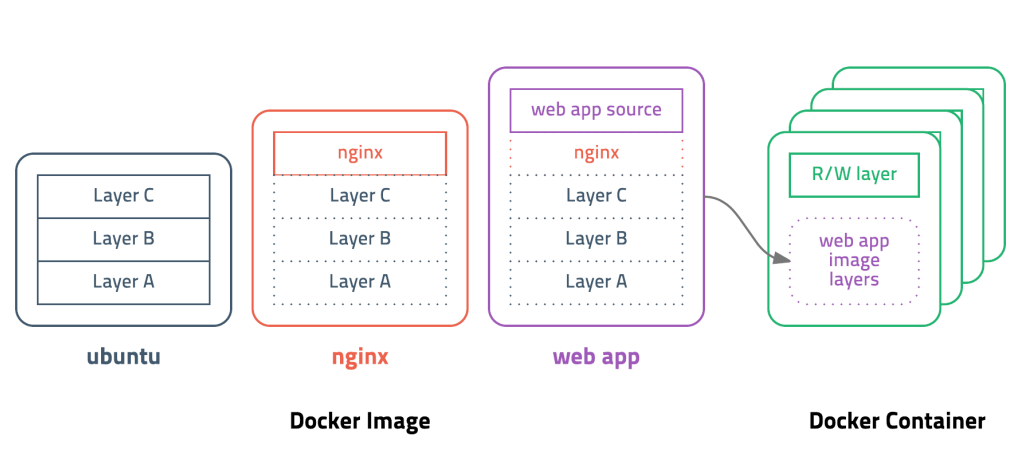 Layer C
Layer B
Layer A
ubuntu
nginx
Layer C
Layer B
Layer A
nginx
web app source
nginx
Layer C
Layer B
Layer A
web app
R/W layer
web app
image
layers
Docker Image
Docker Container